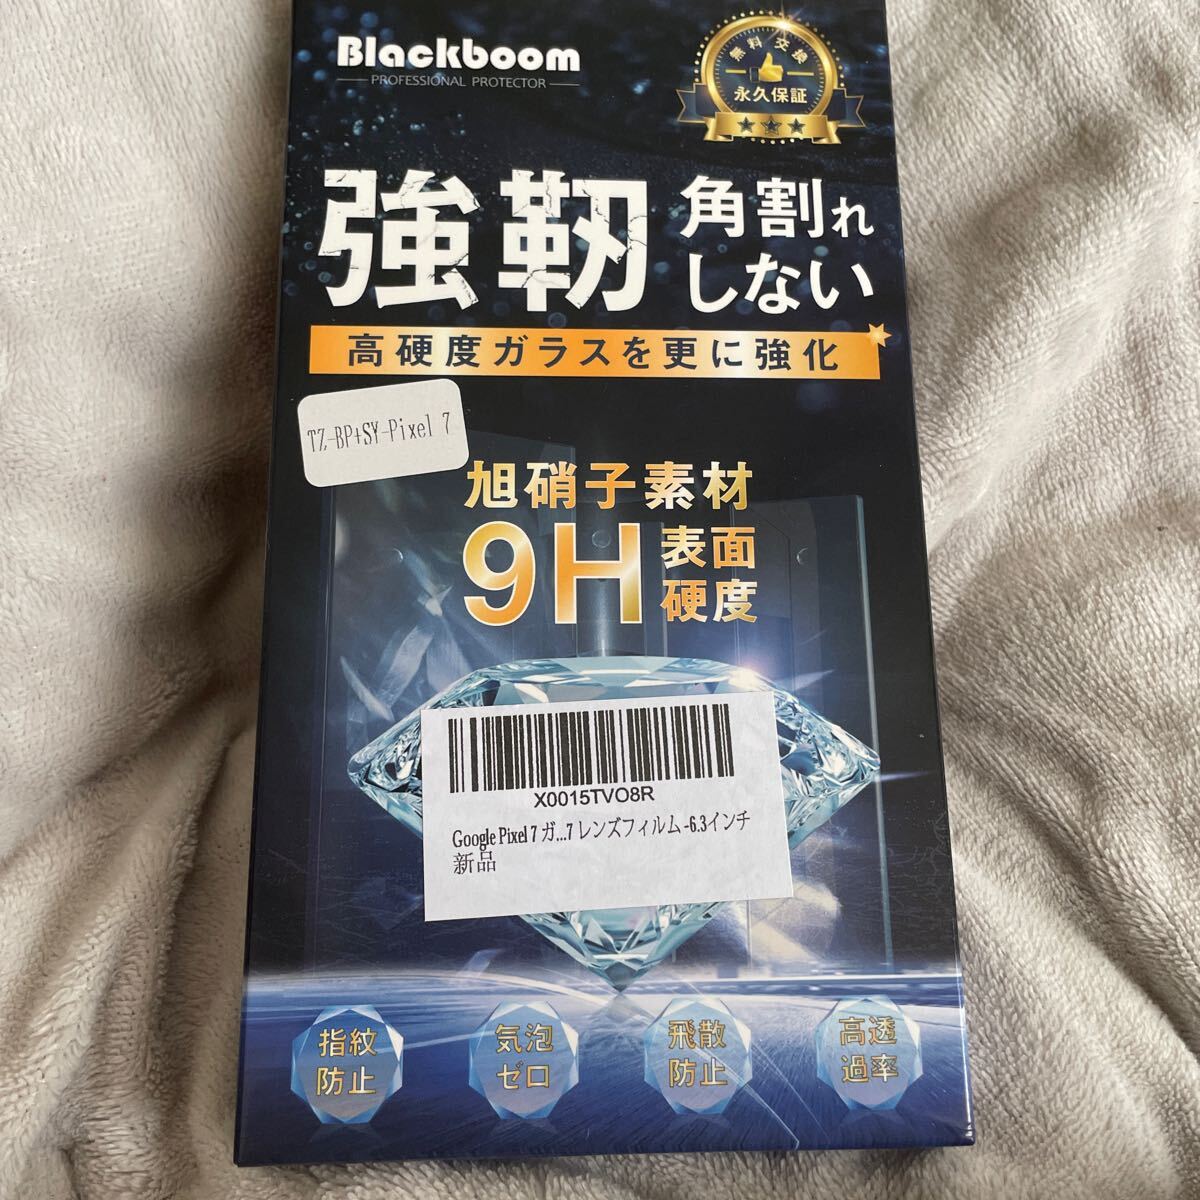 Blackboom
PROFESSIONAL PROTECTOR
無料交換
永久保証
強靭
角割れ
しない
高硬度ガラスを更に強化
TZ-BP+SY-Pixel 7
旭硝子素材
9H
表面
硬度
X0015TVO8R
Google Pixel 7 ガ...7 レンズフィルム -6.3インチ
新品
指紋
防止
気泡
ゼロ
飛散
防止
高透
過率